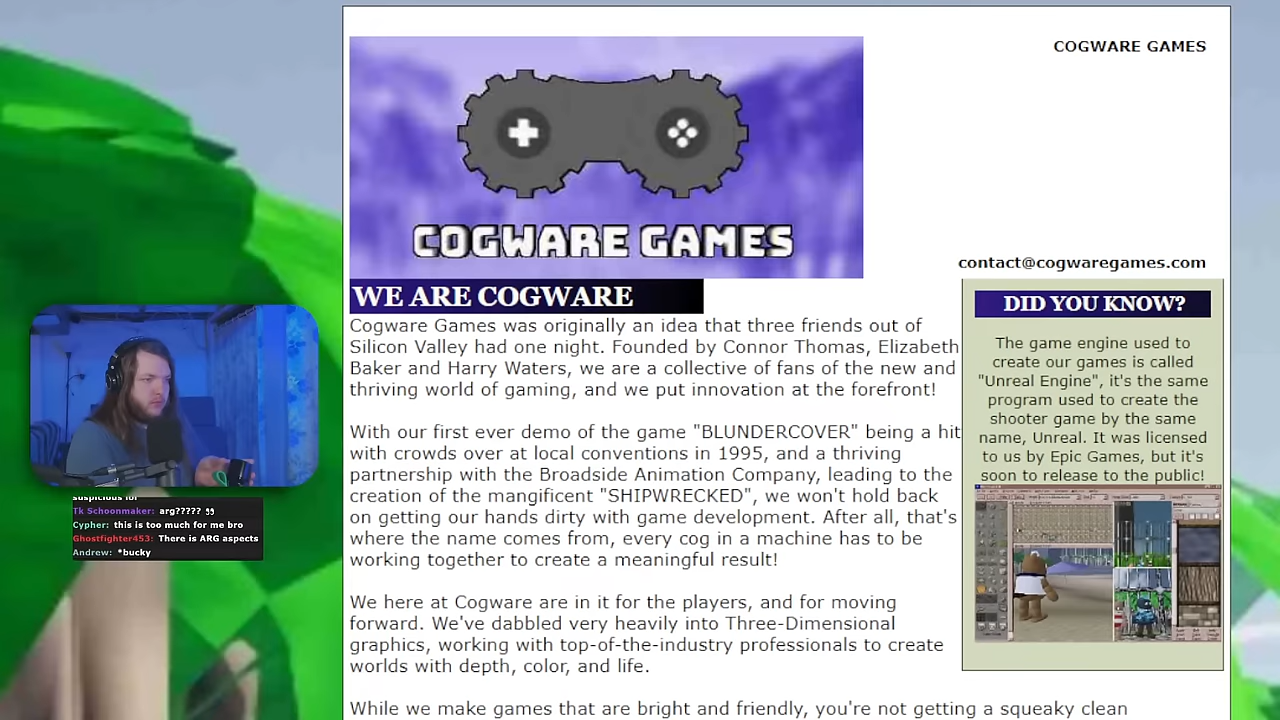 COGWARE GAMES
COGWARE GAMES
contact@cogwaregames.com
WE ARE COGWARE
Cogware Games was originally an idea that three friends out of
Silicon Valley had one night. Founded by Connor Thomas, Elizabeth
Baker and Harry Waters, we are a collective of fans of the new and
thriving world of gaming, and we put innovation at the forefront!
With our first ever demo of the game "BLUNDERCOVER" being a hit
with crowds over at local conventions in 1995, and a thriving
partnership with the Broadside Animation Company, leading to the
creation of the mangificent "SHIPWRECKED", we won't hold back
on getting our hands dirty with game development. After all, that's
where the name comes from, every cog in a machine has to be
working together to create a meaningful result!
We here at Cogware are in it for the players, and for moving
forward. We've dabbled very heavily into Three-Dimensional
graphics, working with top-of-the-industry professionals to create
worlds with depth, color, and life.
While we make games that are bright and friendly, you're not getting a squeaky clean
DID YOU KNOW?
The game engine used to
create our games is called
"Unreal Engine", it's the same
program used to create the
shooter game by the same
name, Unreal. It was licensed
to us by Epic Games, but it's
soon to release to the public!
suspicious lol
Tk Schoonmaker: arg?????
Cypher: this is too much for me bro
Ghostfighter453: There is ARG aspects
Andrew: *bucky